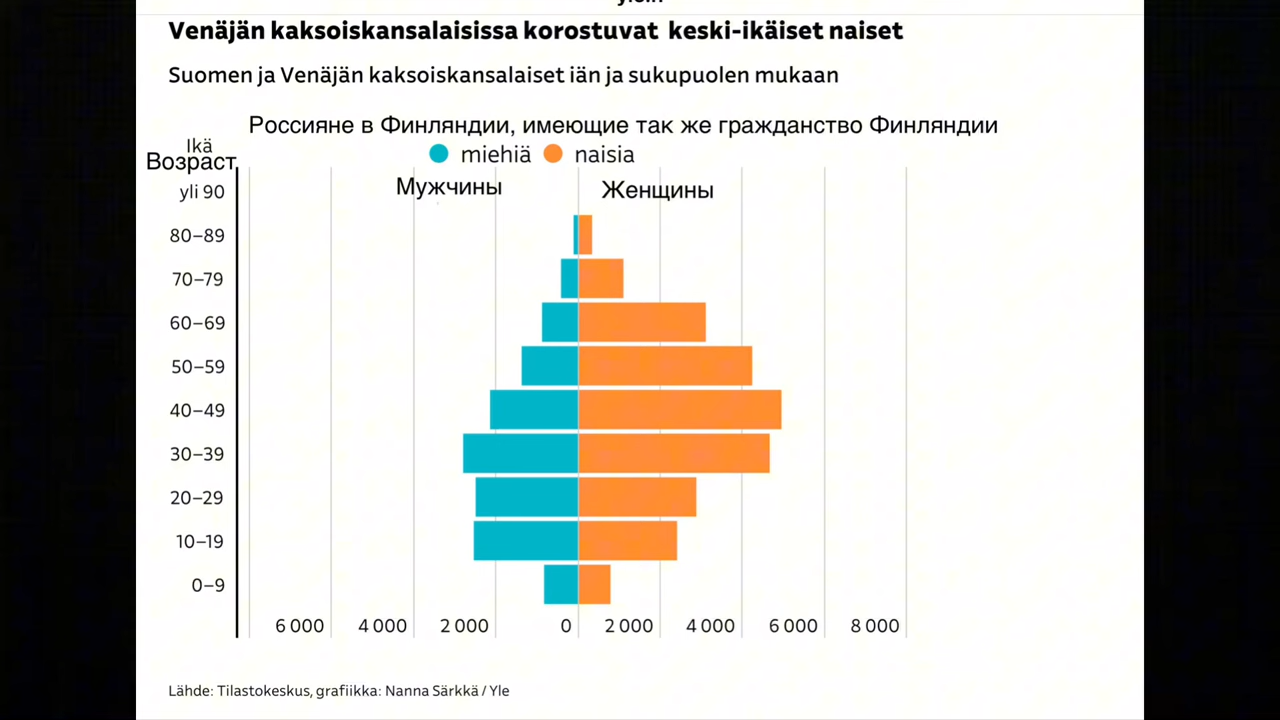 Venäjän kaksoiskansalaisissa korostuvat keski-ikäiset naiset
Suomen ja Venäjän kaksoiskansalaiset iän ja sukupuolen mukaan
Россияне в Финляндии, имеющие так же гражданство Финляндии
Ikä
Возраст
miehiä naisia
Мужчины Женщины
yli 90
80–89
70–79
60–69
50–59
40–49
30–39
20–29
10–19
0–9
6 000 4 000 2 000 0 2 000 4 000 6 000 8 000
Lähde: Tilastokeskus, grafiikka: Nanna Särkkä / Yle